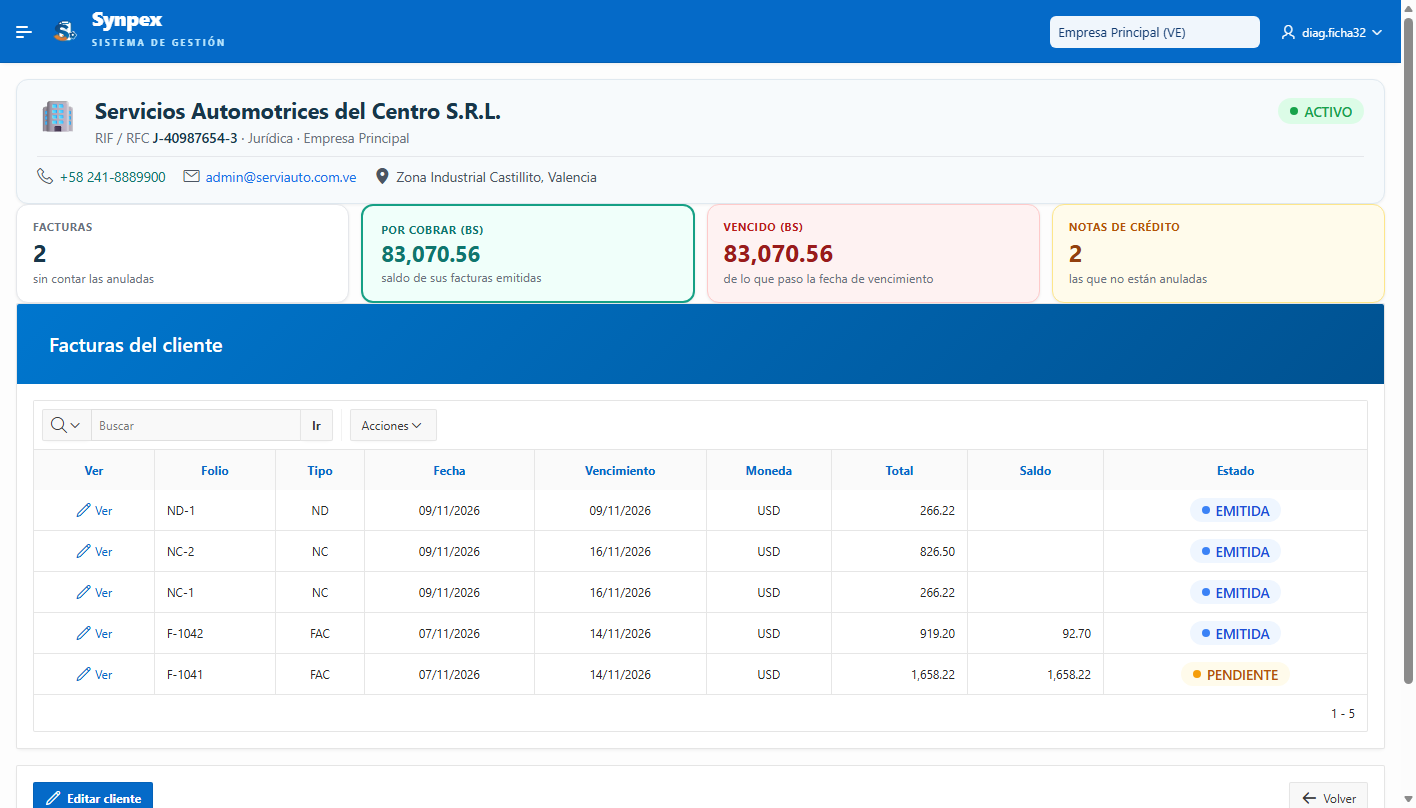 Synpex
SISTEMA DE GESTIÓN
Empresa Principal (VE)
diag.ficha32
Servicios Automotrices del Centro S.R.L.
RIF / RFC J-40987654-3 · Jurídica · Empresa Principal
ACTIVO
+58 241-8889900 admin@serviauto.com.ve Zona Industrial Castillito, Valencia
FACTURAS
2
sin contar las anuladas
POR COBRAR (BS)
83,070.56
saldo de sus facturas emitidas
VENCIDO (BS)
83,070.56
de lo que paso la fecha de vencimiento
NOTAS DE CRÉDITO
2
las que no están anuladas
Facturas del cliente
Buscar Ir Acciones
Ver Folio Tipo Fecha Vencimiento Moneda Total Saldo Estado
Ver ND-1 ND 09/11/2026 09/11/2026 USD 266.22 EMITIDA
Ver NC-2 NC 09/11/2026 16/11/2026 USD 826.50 EMITIDA
Ver NC-1 NC 09/11/2026 16/11/2026 USD 266.22 EMITIDA
Ver F-1042 FAC 07/11/2026 14/11/2026 USD 919.20 92.70 EMITIDA
Ver F-1041 FAC 07/11/2026 14/11/2026 USD 1,658.22 1,658.22 PENDIENTE
1 - 5
Editar cliente Volver